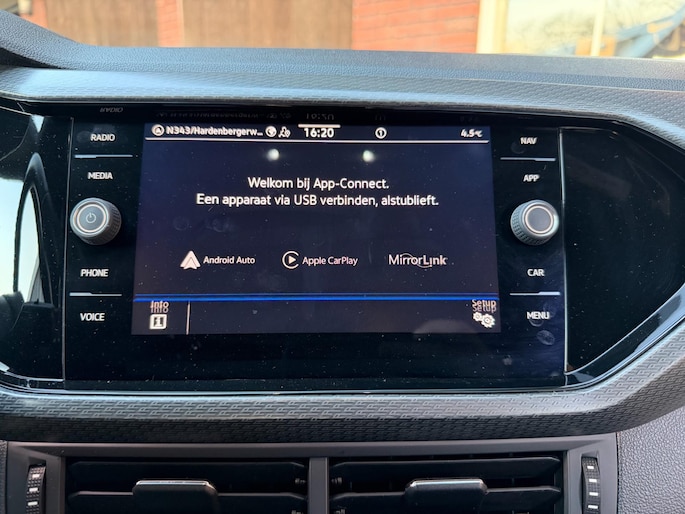 RADIO
MEDIA
PHONE
VOICE
N343/Hardenbergerw... 16:20 4.5°C
Welkom bij App-Connect.
Een apparaat via USB verbinden, alstublieft.
Android Auto Apple CarPlay MirrorLink
Info
Setup
NAV
APP
CAR
MENU